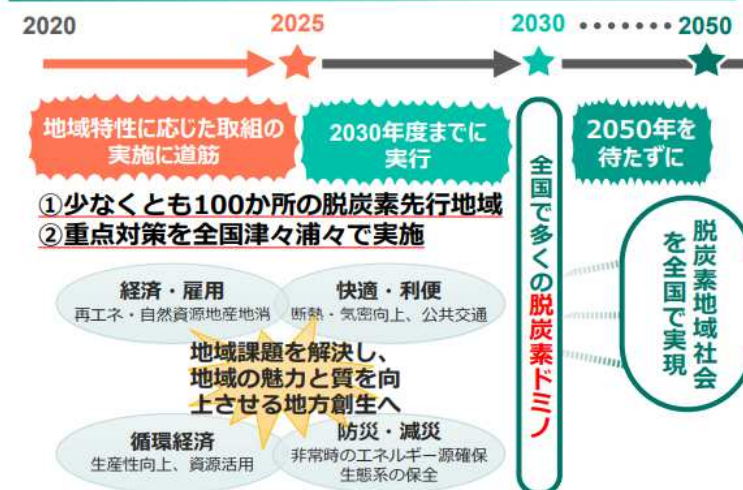 2020
2025
2030
2050
地域特性に応じた取組の
実施に道筋
2030年度までに
実行
2050年を
待たずに
①少なくとも100か所の脱炭素先行地域
②重点対策を全国津々浦々で実施
経済・雇用
再エネ・自然資源地産地消
快適・利便
断熱・気密向上、公共交通
地域課題を解決し、
地域の魅力と質を向
上させる地方創生へ
循環経済
生産性向上、資源活用
防災・減災
非常時のエネルギー源確保
生態系の保全
全国で多くの脱炭素ドミノ
脱炭素地域社会
を全国で実現